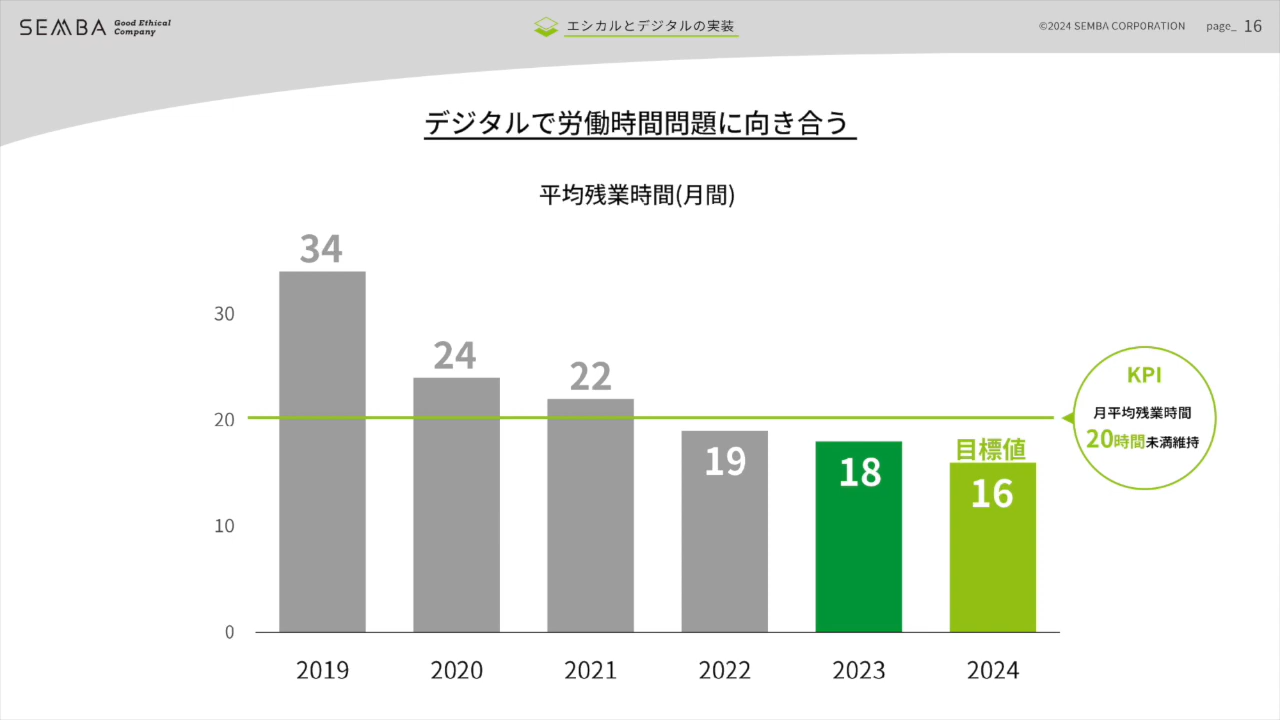 SEMBA Good Ethical Company
エシカルとデジタルの実装
©2024 SEMBA CORPORATION page_ 16
デジタルで労働時間問題に向き合う
平均残業時間(月間)
34
24
22
19
18
目標値
16
30
20
10
0
KPI
月平均残業時間
20時間未満維持
2019 2020 2021 2022 2023 2024